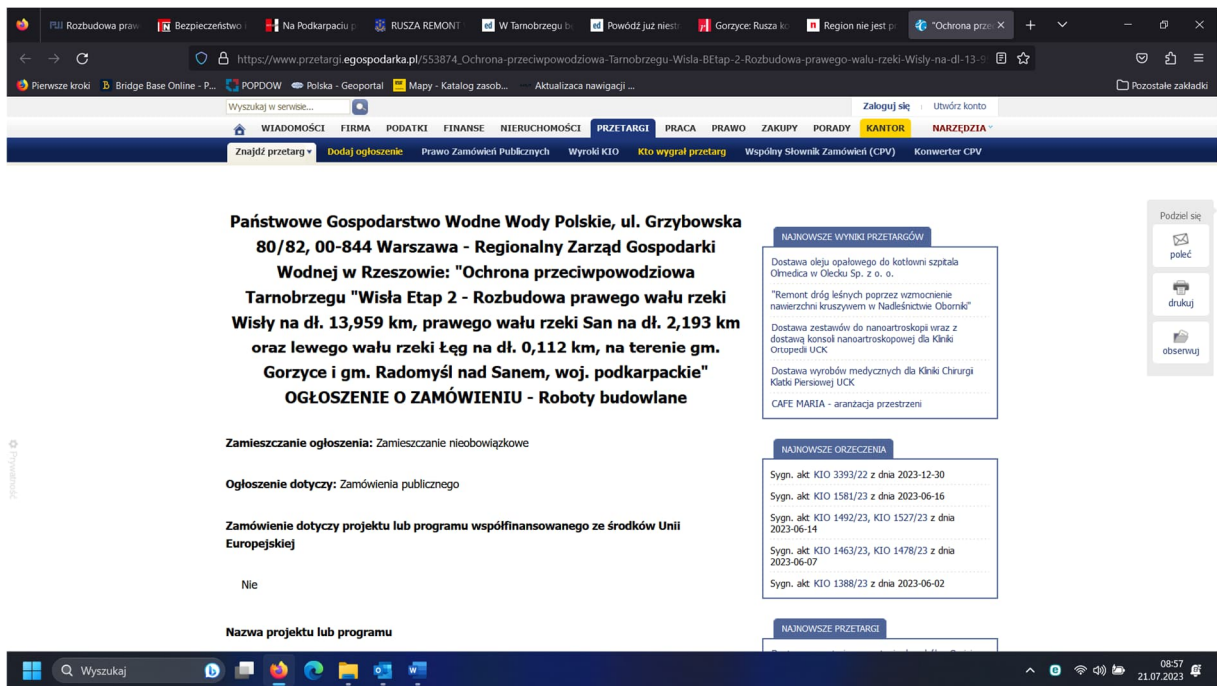 RUJ Rozbudowa praw
Bezpieczeństwo i
Na Podkarpaciu p
RUSZA REMONT
ed W Tarnobrzegu b
ed Powódź już niestr
Gorzyce: Rusza ko
n Region nie jest p
"Ochrona prze
https://www.przetargi.egospodarka.pl/553874_Ochrona-przeciwpowodziowa-Tarnobrzegu-Wisla-BEtap-2-Rozbudowa-prawego-walu-rzeki-Wisly-na-dl-13-9
Pierwsze kroki
B Bridge Base Online - P...
POPDOW
Polska - Geoportal
Mapy - Katalog zasob...
Aktualizaca nawigacji ...
Pozostałe zakładki
Wyszukaj w serwisie...
Zaloguj się
Utwórz konto
WIADOMOŚCI FIRMA PODATKI FINANSE NIERUCHOMOŚCI PRZETARGI PRACA PRAWO ZAKUPY PORADY KANTOR NARZĘDZIA
Znajdź przetarg Dodaj ogłoszenie Prawo Zamówień Publicznych Wyroki KIO Kto wygrał przetarg Wspólny Słownik Zamówień (CPV) Konwerter CPV
Państwowe Gospodarstwo Wodne Wody Polskie, ul. Grzybowska
80/82, 00-844 Warszawa - Regionalny Zarząd Gospodarki
Wodnej w Rzeszowie: "Ochrona przeciwpowodziowa
Tarnobrzegu "Wisła Etap 2 - Rozbudowa prawego wału rzeki
Wisły na dł. 13,959 km, prawego wału rzeki San na dł. 2,193 km
oraz lewego wału rzeki Łęg na dł. 0,112 km, na terenie gm.
Gorzyce i gm. Radomyśl nad Sanem, woj. podkarpackie"
OGŁOSZENIE O ZAMÓWIENIU - Roboty budowlane
Zamieszczanie ogłoszenia: Zamieszczanie nieobowiązkowe
Ogłoszenie dotyczy: Zamówienia publicznego
Zamówienie dotyczy projektu lub programu współfinansowanego ze środków Unii
Europejskiej
Nie
Nazwa projektu lub programu
NAJNOWSZE WYNIKI PRZETARGÓW
Dostawa oleju opałowego do kotłowni szpitala
Olmedica w Olecku Sp. z o. o.
"Remont dróg leśnych poprzez wzmocnienie
nawierzchni kruszywem w Nadleśnictwie Oborniki"
Dostawa zestawów do nanoartroskopii wraz z
dostawą konsoli nanoartroskopowej dla Kliniki
Ortopedii UCK
Dostawa wyrobów medycznych dla Kliniki Chirurgii
Klatki Piersiowej UCK
CAFE MARIA - aranżacja przestrzeni
NAJNOWSZE ORZECZENIA
Sygn. akt KIO 3393/22 z dnia 2023-12-30
Sygn. akt KIO 1581/23 z dnia 2023-06-16
Sygn. akt KIO 1492/23, KIO 1527/23 z dnia
2023-06-14
Sygn. akt KIO 1463/23, KIO 1478/23 z dnia
2023-06-07
Sygn. akt KIO 1388/23 z dnia 2023-06-02
NAJNOWSZE PRZETARGI
Podziel się
poleć
drukuj
obserwuj
Prywatność
Wyszukaj
08:57
21.07.2023